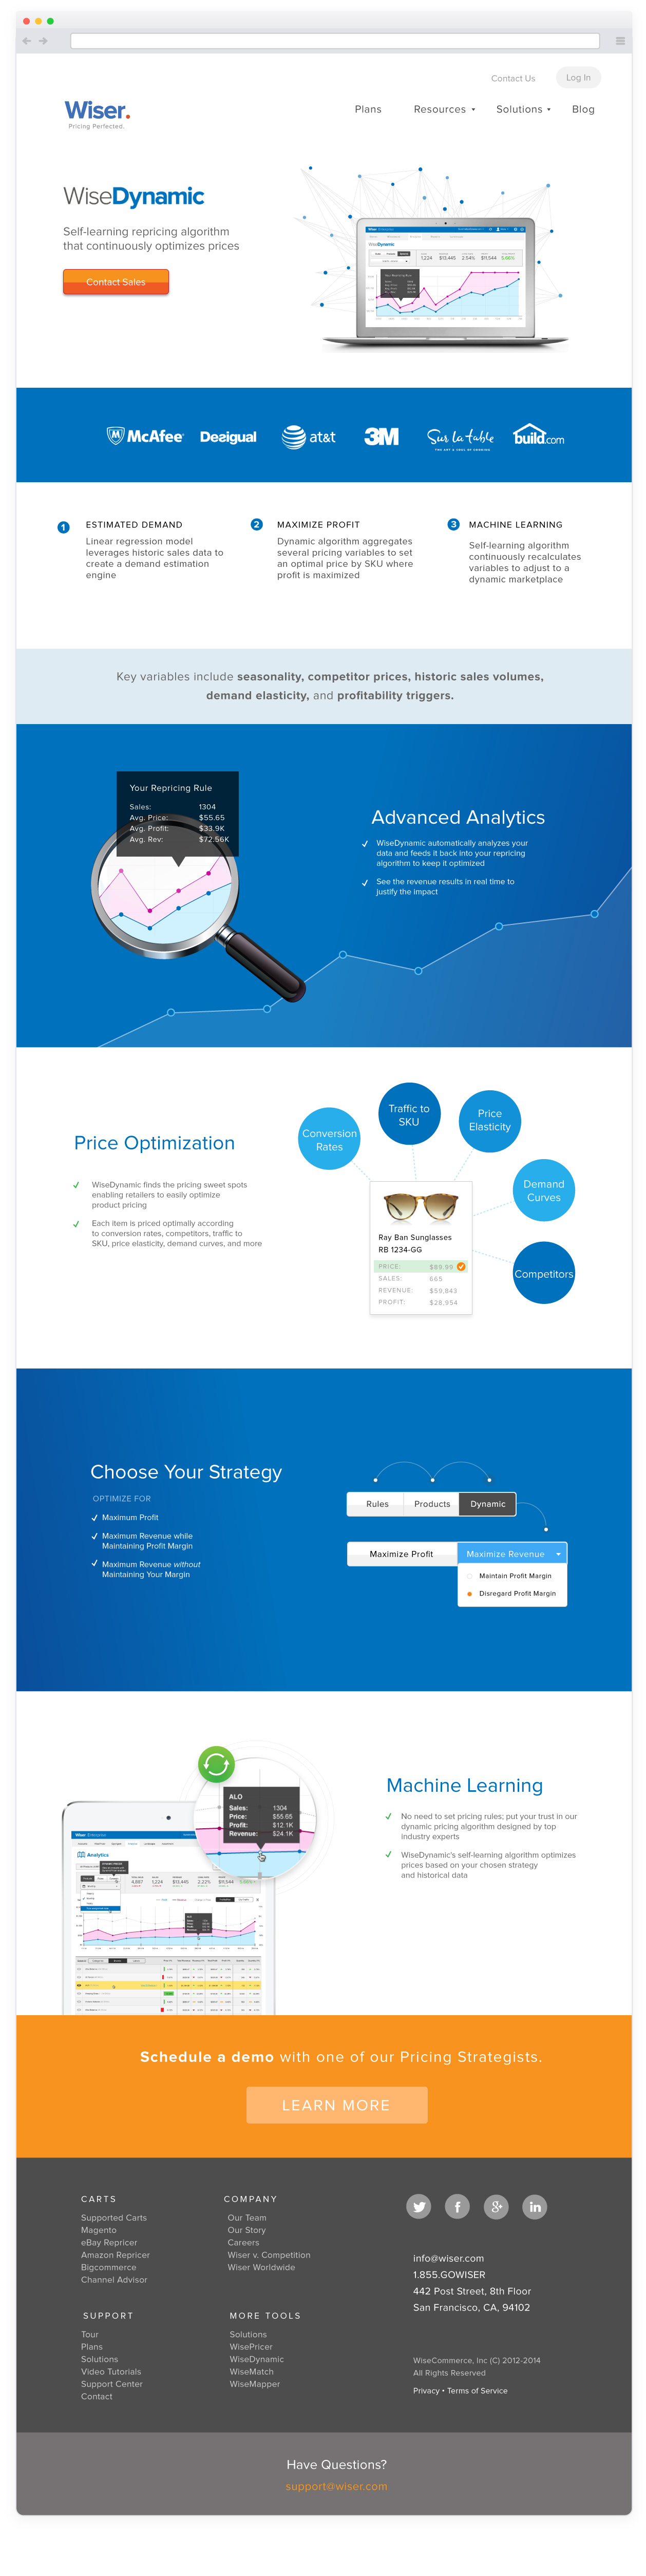 Contact Us
Log In
Wiser.
Pricing Perfected.
Plans
Resources
Solutions
Blog
WiseDynamic
Self-learning repricing algorithm
that continuously optimizes prices
Contact Sales
WiseDynamic
1,224
$13,445
2.54%
$11,544
5.66%
McAfee
Desigual
at&t
3M
Sur la table
THE ART & SOUL OF COOKING
build.com
1
ESTIMATED DEMAND
Linear regression model
leverages historic sales data to
create a demand estimation
engine
2
MAXIMIZE PROFIT
Dynamic algorithm aggregates
several pricing variables to set
an optimal price by SKU where
profit is maximized
3
MACHINE LEARNING
Self-learning algorithm
continuously recalculates
variables to adjust to a
dynamic marketplace
Key variables include seasonality, competitor prices, historic sales volumes,
demand elasticity, and profitability triggers.
Your Repricing Rule
Sales: 1304
Avg. Price: $55.65
Avg. Profit: $33.9K
Avg. Rev: $72.56K
Advanced Analytics
WiseDynamic automatically analyzes your
data and feeds it back into your repricing
algorithm to keep it optimized
See the revenue results in real time to
justify the impact
Price Optimization
WiseDynamic finds the pricing sweet spots
enabling retailers to easily optimize
product pricing
Each item is priced optimally according
to conversion rates, competitors, traffic to
SKU, price elasticity, demand curves, and more
Conversion
Rates
Traffic to
SKU
Price
Elasticity
Demand
Curves
Competitors
Ray Ban Sunglasses
RB 1234-GG
PRICE: $89.99
SALES: 665
REVENUE: $59,843
PROFIT: $28,954
Choose Your Strategy
OPTIMIZE FOR
Maximum Profit
Maximum Revenue while
Maintaining Profit Margin
Maximum Revenue without
Maintaining Your Margin
Rules
Products
Dynamic
Maximize Profit
Maximize Revenue
Maintain Profit Margin
Disregard Profit Margin
ALO
Sales: 1304
Price: $55.65
Profit: $12.1K
Revenue: $24.1K
Wiser
Analytics
Machine Learning
No need to set pricing rules; put your trust in our
dynamic pricing algorithm designed by top
industry experts
WiseDynamic's self-learning algorithm optimizes
prices based on your chosen strategy
and historical data
Schedule a demo with one of our Pricing Strategists.
LEARN MORE
CARTS
Supported Carts
Magento
eBay Repricer
Amazon Repricer
Bigcommerce
Channel Advisor
COMPANY
Our Team
Our Story
Careers
Wiser v. Competition
Wiser Worldwide
SUPPORT
Tour
Plans
Solutions
Video Tutorials
Support Center
Contact
MORE TOOLS
Solutions
WisePricer
WiseDynamic
WiseMatch
WiseMapper
info@wiser.com
1.855.GOWISER
442 Post Street, 8th Floor
San Francisco, CA, 94102
WiseCommerce, Inc (C) 2012-2014
All Rights Reserved
Privacy • Terms of Service
Have Questions?
support@wiser.com